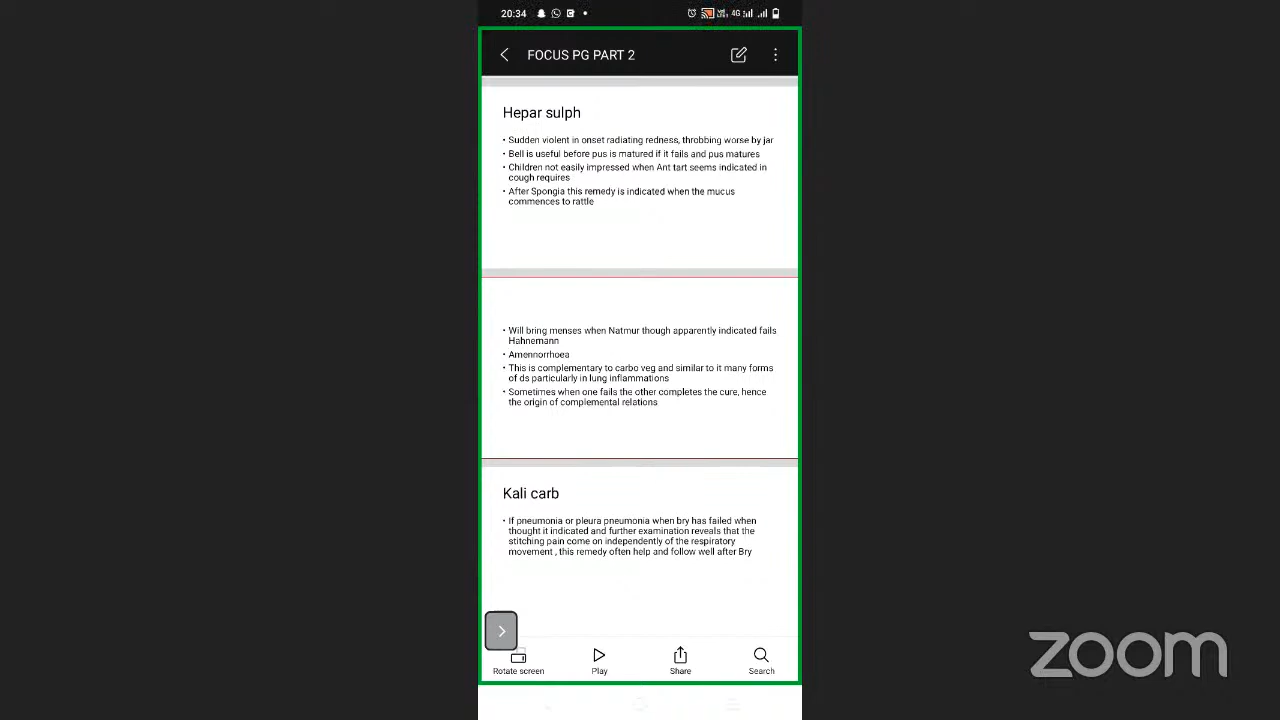 20:34
4G
FOCUS PG PART 2
Hepar sulph
• Sudden violent in onset radiating redness, throbbing worse by jar
• Bell is useful before pus is matured if it fails and pus matures
• Children not easily impressed when Ant tart seems indicated in
cough requires
• After Spongia this remedy is indicated when the mucus
commences to rattle
• Will bring menses when Natmur though apparently indicated fails
Hahnemann
• Amennorrhoea
• This is complementary to carbo veg and similar to it many forms
of ds particularly in lung inflammations
• Sometimes when one fails the other completes the cure, hence
the origin of complemental relations
Kali carb
• If pneumonia or pleura pneumonia when bry has failed when
thought it indicated and further examination reveals that the
stitching pain come on independently of the respiratory
movement , this remedy often help and follow well after Bry
Rotate screen
Play
Share
Search
zoom